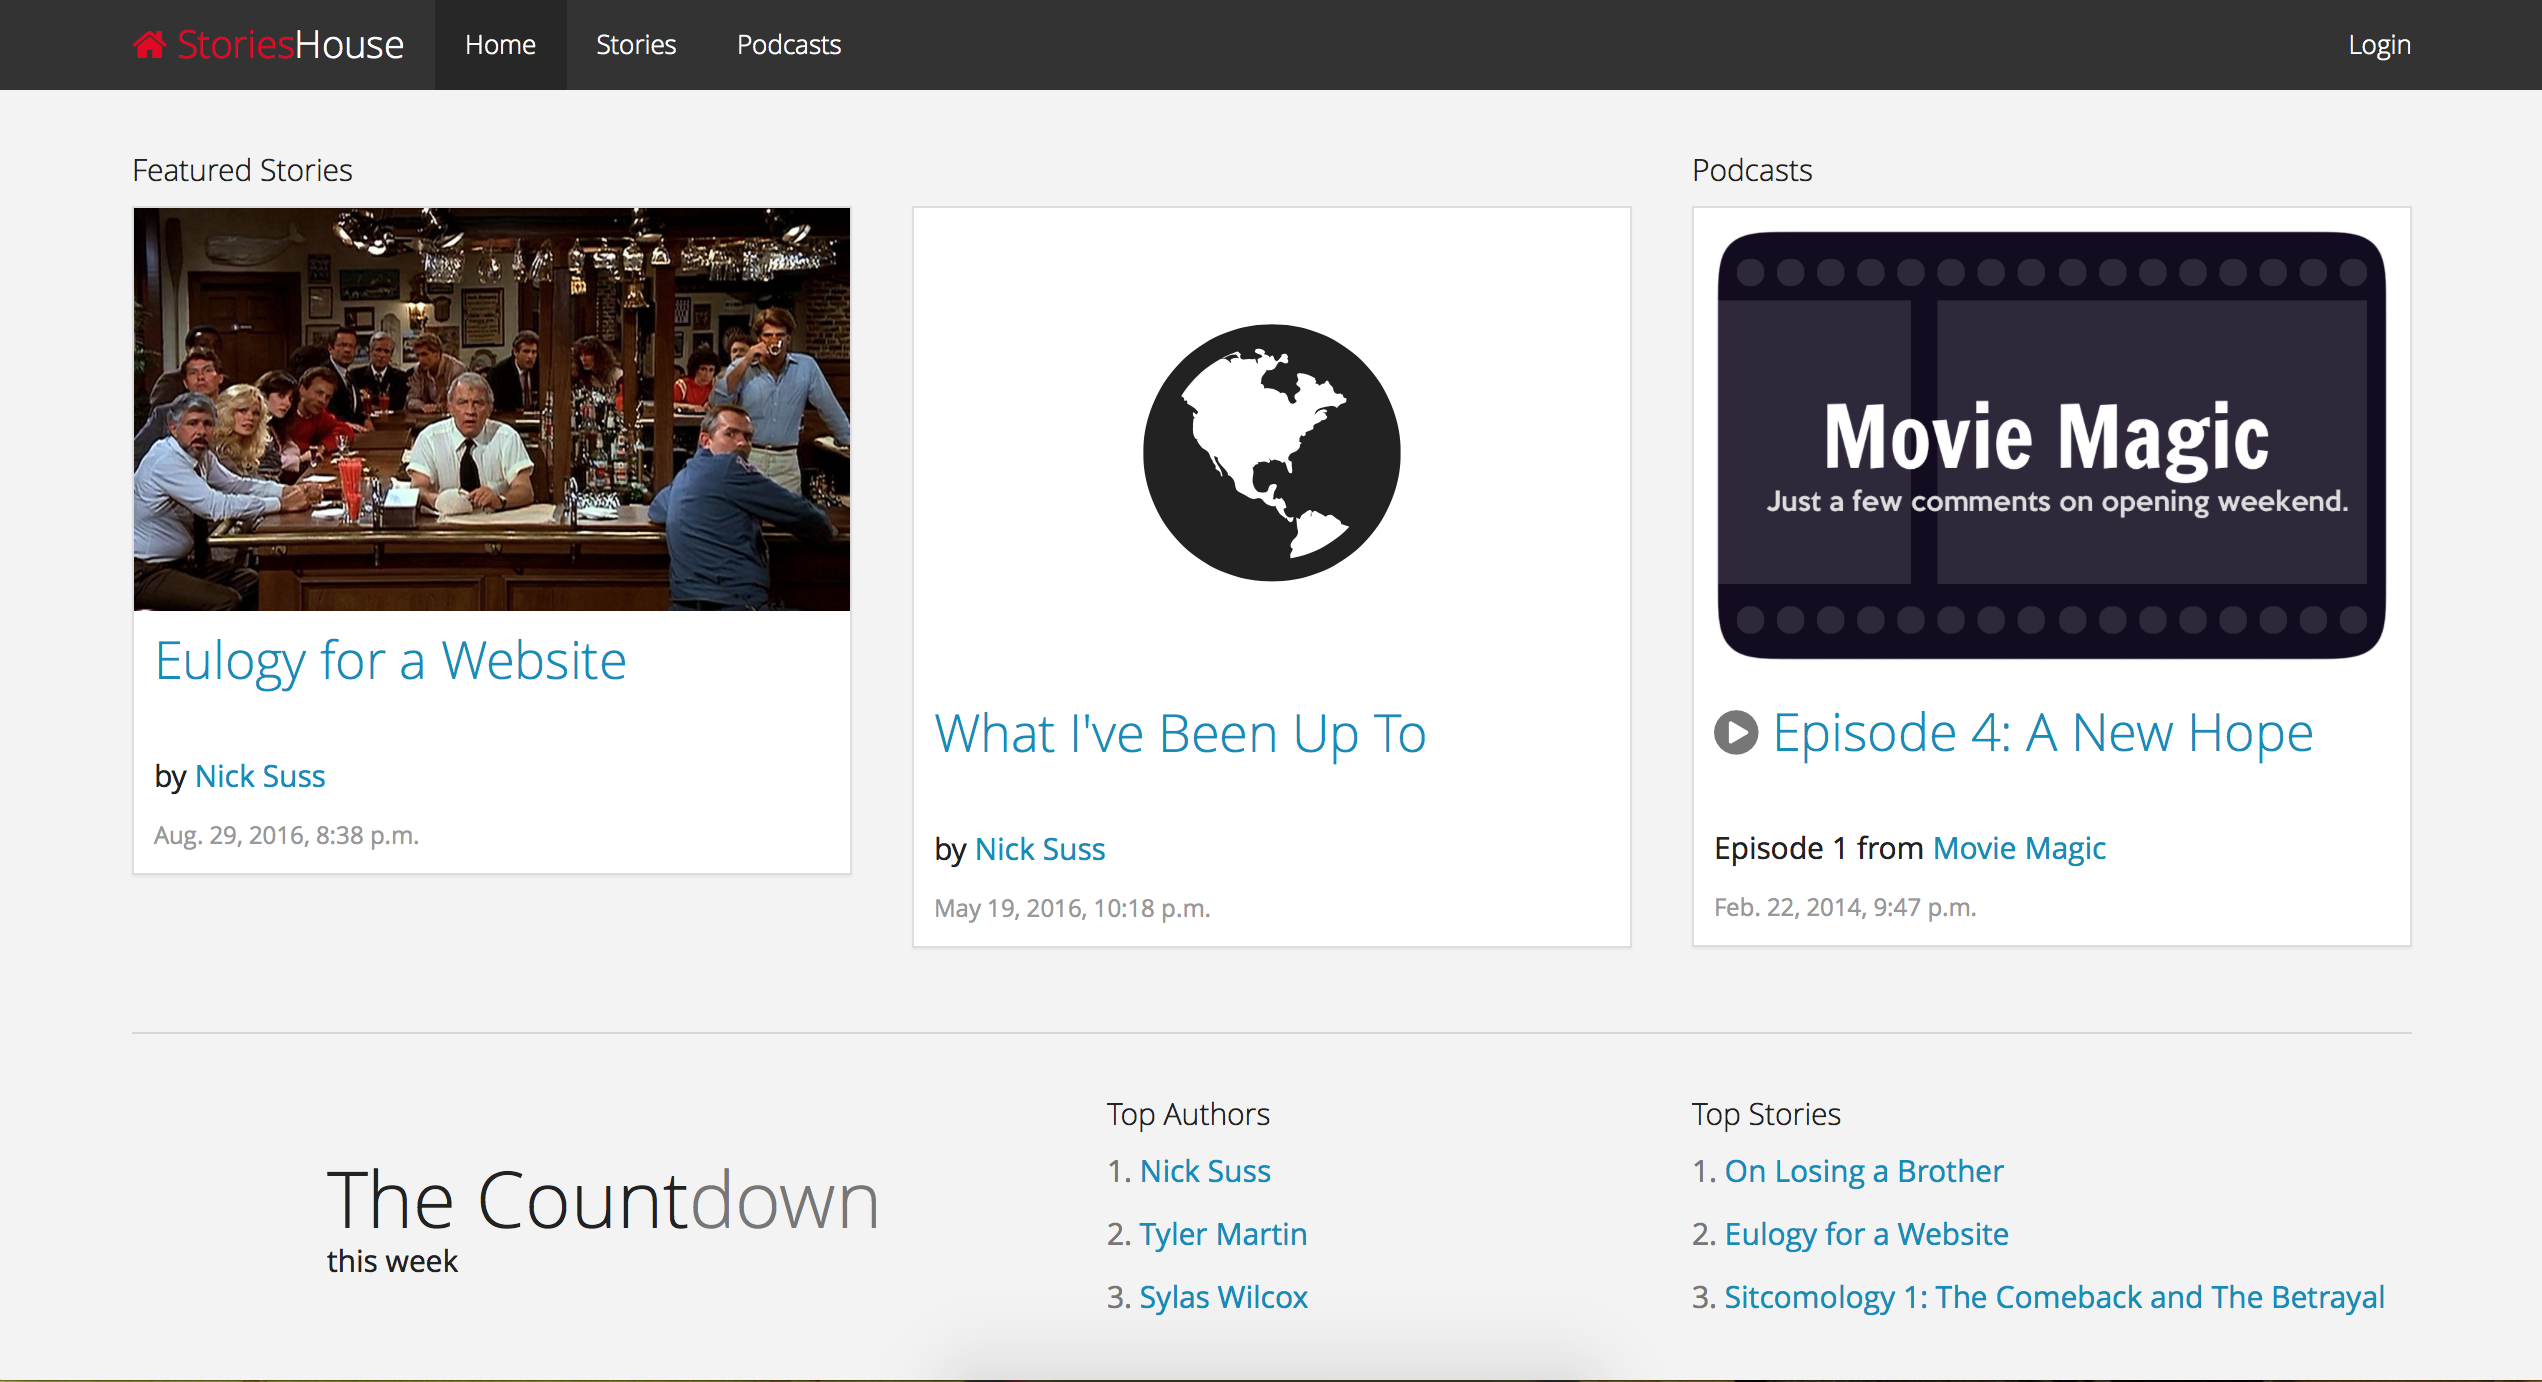 StoriesHouse Home Stories Podcasts Login
Featured Stories
Eulogy for a Website
by Nick Suss
Aug. 29, 2016, 8:38 p.m.
What I've Been Up To
by Nick Suss
May 19, 2016, 10:18 p.m.
Podcasts
Movie Magic
Just a few comments on opening weekend.
Episode 4: A New Hope
Episode 1 from Movie Magic
Feb. 22, 2014, 9:47 p.m.
The Countdown
this week
Top Authors
1. Nick Suss
2. Tyler Martin
3. Sylas Wilcox
Top Stories
1. On Losing a Brother
2. Eulogy for a Website
3. Sitcomology 1: The Comeback and The Betrayal